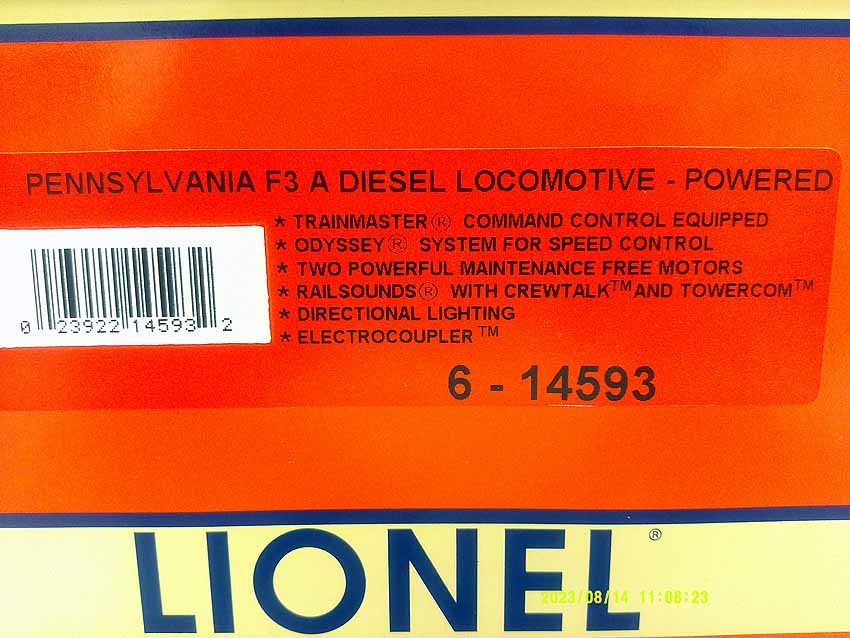 PENNSYLVANIA F3 A DIESEL LOCOMOTIVE - POWERED
* TRAINMASTER® COMMAND CONTROL EQUIPPED
* ODYSSEY® SYSTEM FOR SPEED CONTROL
* TWO POWERFUL MAINTENANCE FREE MOTORS
* RAILSOUNDS® WITH CREWTALK™ AND TOWERCOM™
* DIRECTIONAL LIGHTING
* ELECTROCOUPLER™
0 23922 14593 2
6 - 14593
LIONEL®
2023/08/14 11:08:23